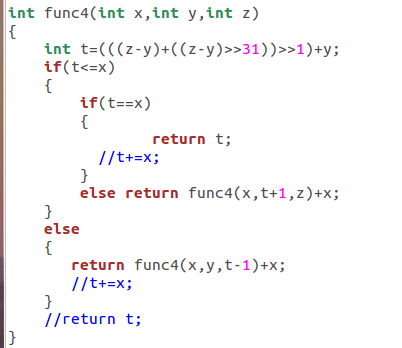 int func4(int x,int y,int z)
{
    int t=(((z-y)+((z-y)>>31))>>1)+y;
    if(t<=x)
    {
        if(t==x)
        {
                return t;
          //t+=x;
        }
        else return func4(x,t+1,z)+x;
    }
    else
    {
       return func4(x,y,t-1)+x;
       //t+=x;
    }
    //return t;
}